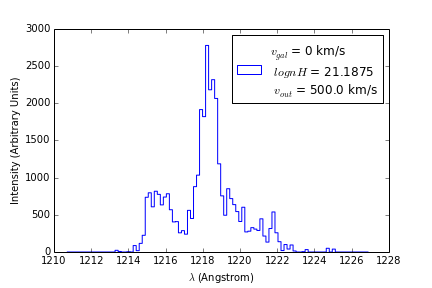 3000
2500
2000
1500
1000
500
0
Intensity (Arbitrary Units)
v_gal = 0 km/s
lognH = 21.1875
v_out = 500.0 km/s
1210 1212 1214 1216 1218 1220 1222 1224 1226 1228
λ (Angstrom)